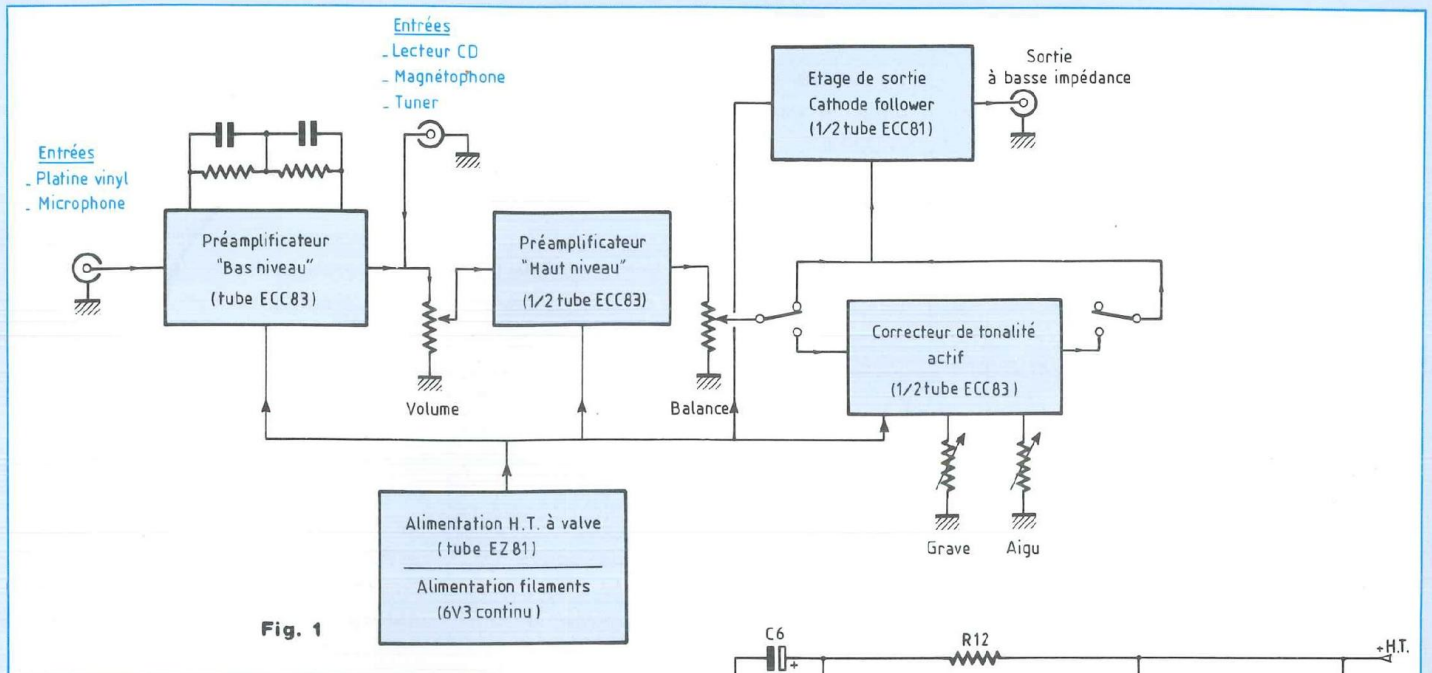 Entrées
- Lecteur CD
- Magnétophone
- Tuner
Entrées
- Platine vinyl
- Microphone
Préamplificateur
"Bas niveau"
(tube ECC83)
Volume
Préamplificateur
"Haut niveau"
(1/2 tube ECC83)
Balance
Etage de sortie
Cathode follower
(1/2 tube ECC81)
Sortie
à basse impédance
Correcteur de tonalité
actif
(1/2 tube ECC83)
Grave
Aigu
Alimentation H.T. à valve
(tube EZ81)
Alimentation filaments
(6V3 continu)
Fig. 1
C6
+
R12
+H.T.